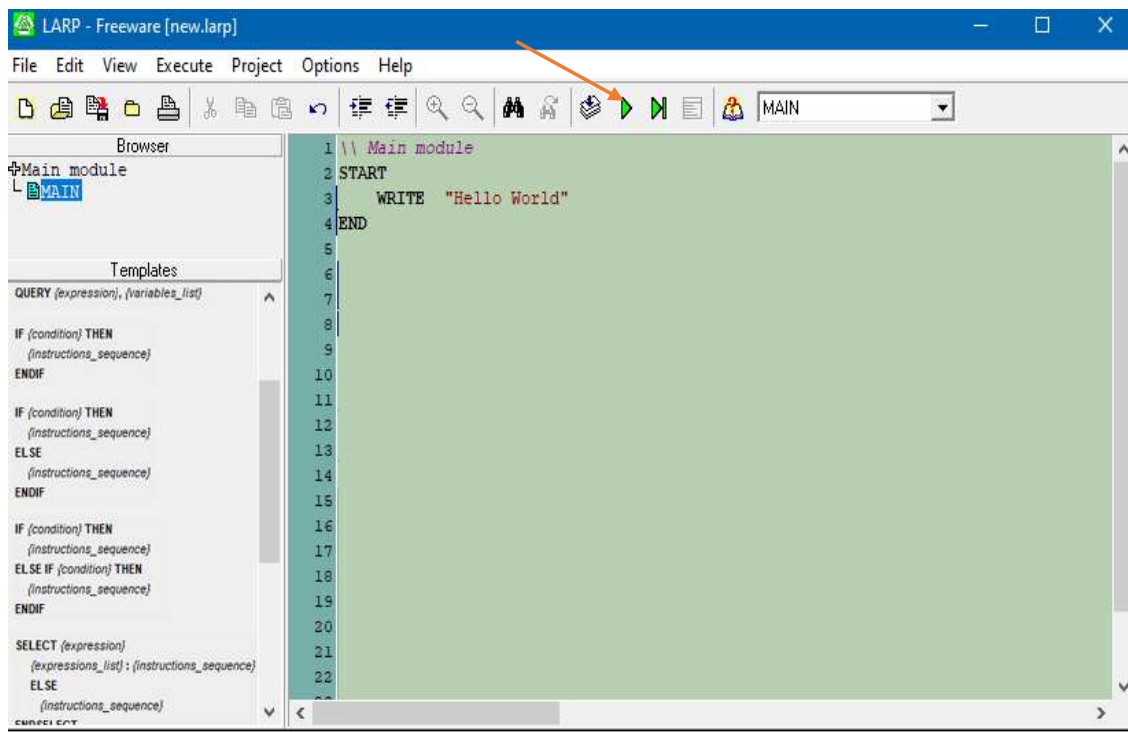 LARP - Freeware [new.larp]
File Edit View Execute Project Options Help
MAIN
Browser
Main module
MAIN
Templates
QUERY {expression}, {variables_list}
IF {condition} THEN
{instructions_sequence}
ENDIF
IF {condition} THEN
{instructions_sequence}
ELSE
{instructions_sequence}
ENDIF
IF {condition} THEN
{instructions_sequence}
ELSE IF {condition} THEN
{instructions_sequence}
ENDIF
SELECT {expression}
{expressions_list} : {instructions_sequence}
ELSE
{instructions_sequence}
ENDSELECT
1 \\ Main module
2 START
3 WRITE "Hello World"
4 END
5
6
7
8
9
10
11
12
13
14
15
16
17
18
19
20
21
22